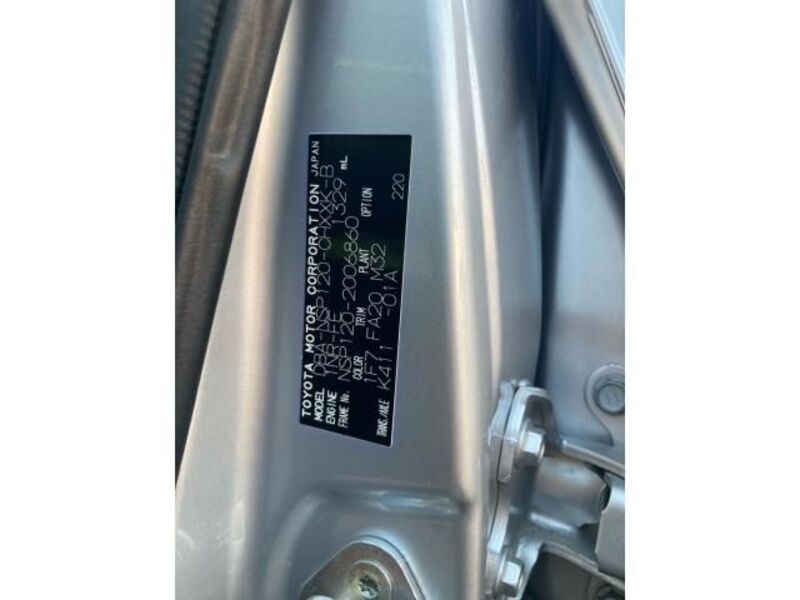 TOYOTA MOTOR CORPORATION JAPAN
MODEL DBA-NSP120-CHXXK-B
ENGINE 1NR-FE 1329 mL
FRAME No. NSP120-2006860
COLOR TRIM PLANT OPTION
1F7 FA20 M32
TRANS./AXLE K411 -01A 220